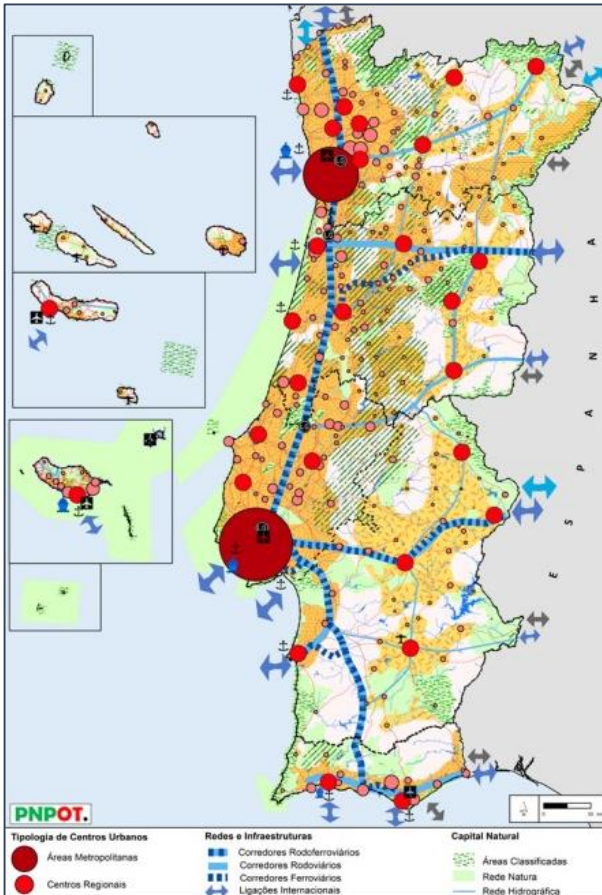 E S P A N H A
PNPOT.
Tipologia de Centros Urbanos
Áreas Metropolitanas
Centros Regionais
Redes e Infraestruturas
Corredores Rodoferroviários
Corredores Rodoviários
Corredores Ferroviários
Ligações Internacionais
Capital Natural
Áreas Classificadas
Rede Natura
Rede Hidrográfica